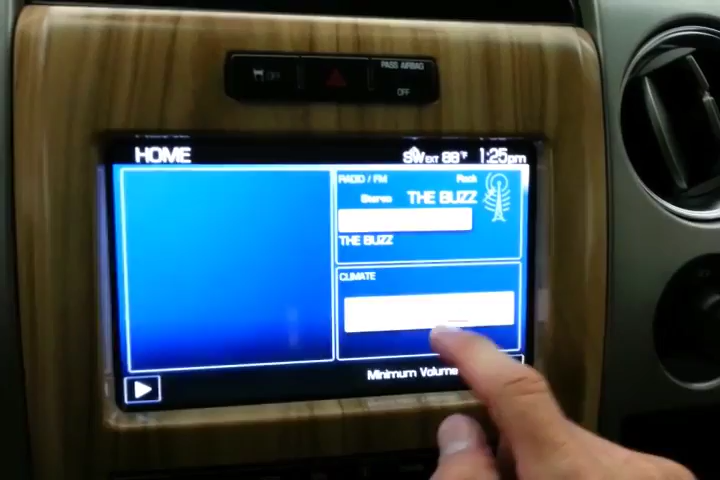 OFF
PASS AIRBAG
OFF
HOME
SW EXT 88°F 1:25pm
RADIO / FM Rock
Stereo THE BUZZ
THE BUZZ
CLIMATE
Minimum Volume